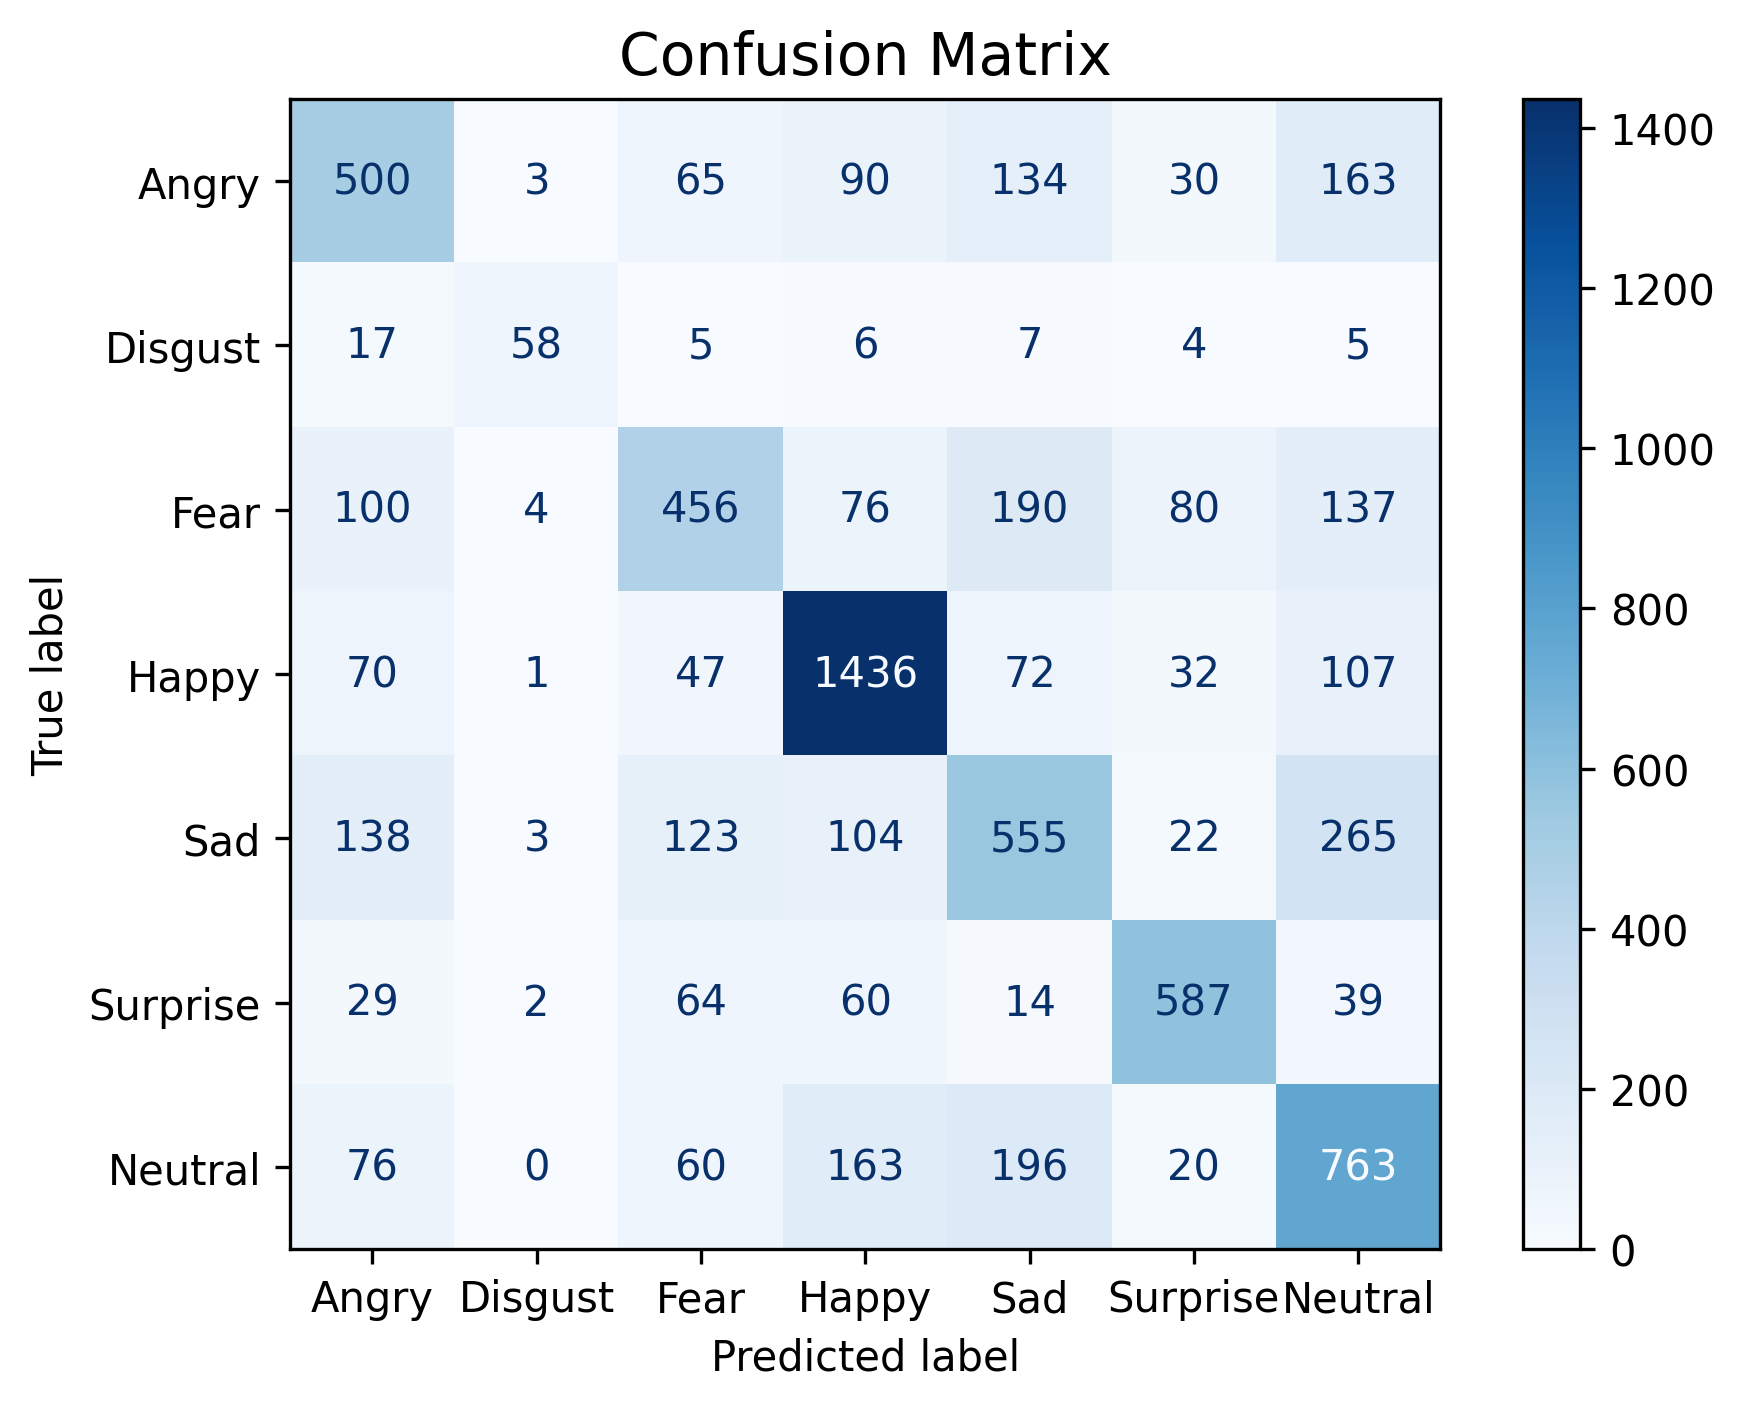 Confusion Matrix
Angry 500 3 65 90 134 30 163
Disgust 17 58 5 6 7 4 5
Fear 100 4 456 76 190 80 137
Happy 70 1 47 1436 72 32 107
Sad 138 3 123 104 555 22 265
Surprise 29 2 64 60 14 587 39
Neutral 76 0 60 163 196 20 763
Angry Disgust Fear Happy Sad Surprise Neutral
Predicted label
True label
1400
1200
1000
800
600
400
200
0